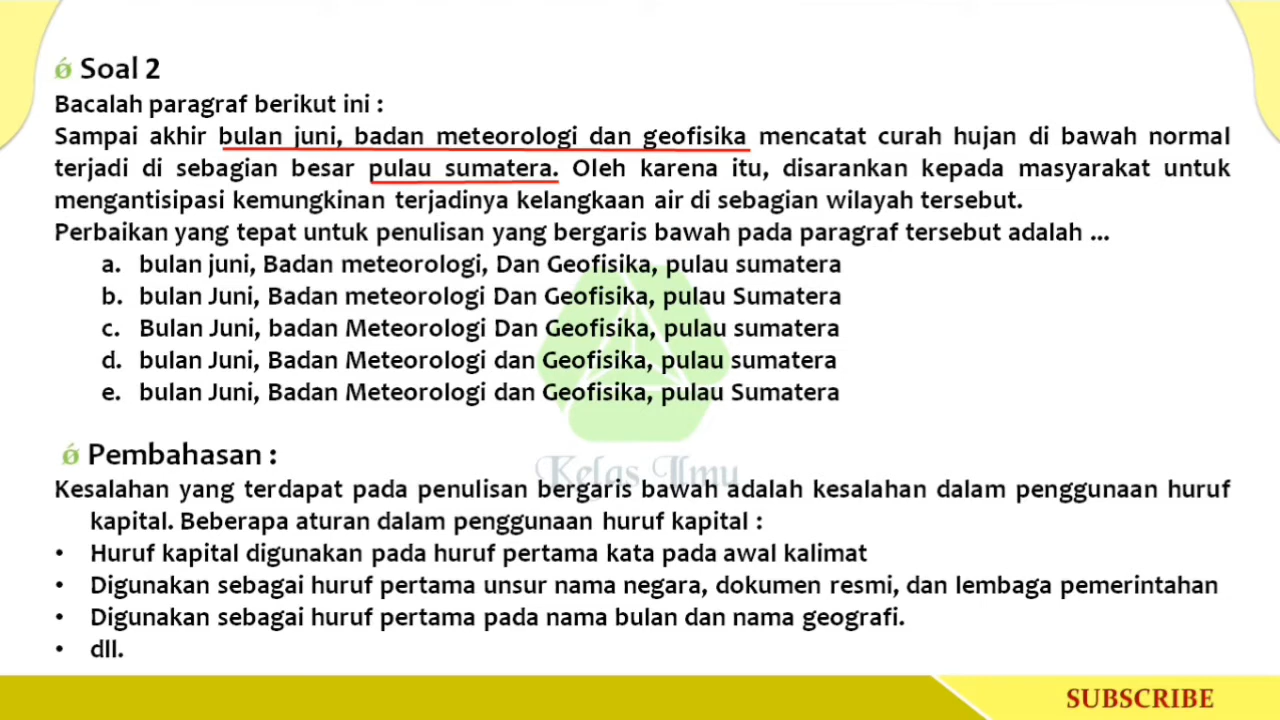 ǿ Soal 2
Bacalah paragraf berikut ini :
Sampai akhir bulan juni, badan meteorologi dan geofisika mencatat curah hujan di bawah normal
terjadi di sebagian besar pulau sumatera. Oleh karena itu, disarankan kepada masyarakat untuk
mengantisipasi kemungkinan terjadinya kelangkaan air di sebagian wilayah tersebut.
Perbaikan yang tepat untuk penulisan yang bergaris bawah pada paragraf tersebut adalah ...
a. bulan juni, Badan meteorologi, Dan Geofisika, pulau sumatera
b. bulan Juni, Badan meteorologi Dan Geofisika, pulau Sumatera
c. Bulan Juni, badan Meteorologi Dan Geofisika, pulau sumatera
d. bulan Juni, Badan Meteorologi dan Geofisika, pulau sumatera
e. bulan Juni, Badan Meteorologi dan Geofisika, pulau Sumatera
ǿ Pembahasan :
Kelas Ilmu
Kesalahan yang terdapat pada penulisan bergaris bawah adalah kesalahan dalam penggunaan huruf
kapital. Beberapa aturan dalam penggunaan huruf kapital :
• Huruf kapital digunakan pada huruf pertama kata pada awal kalimat
• Digunakan sebagai huruf pertama unsur nama negara, dokumen resmi, dan lembaga pemerintahan
• Digunakan sebagai huruf pertama pada nama bulan dan nama geografi.
• dll.
SUBSCRIBE